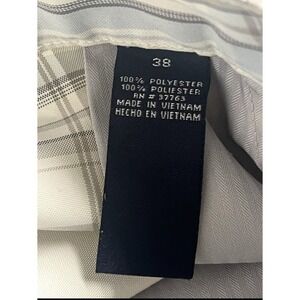 38
100% POLYESTER
100% POLIESTER
RN # 37763
MADE IN VIETNAM
HECHO EN VIETNAM